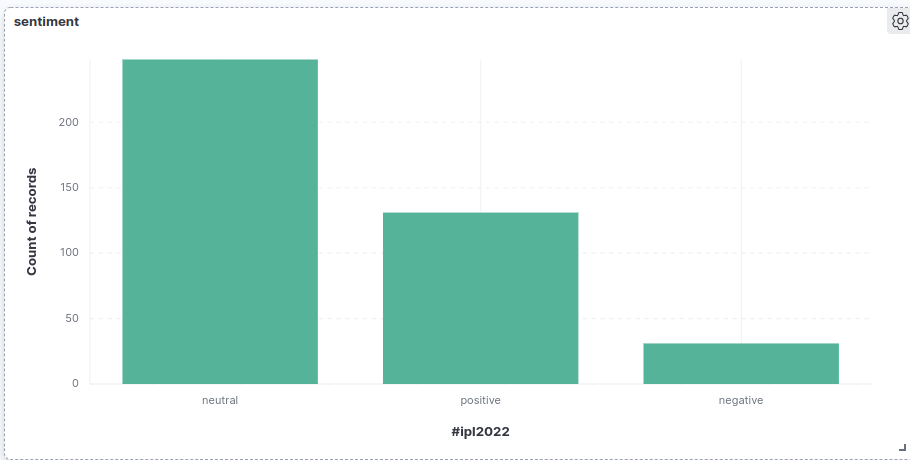 sentiment
Count of records
200
150
100
50
0
neutral
positive
negative
#ipl2022